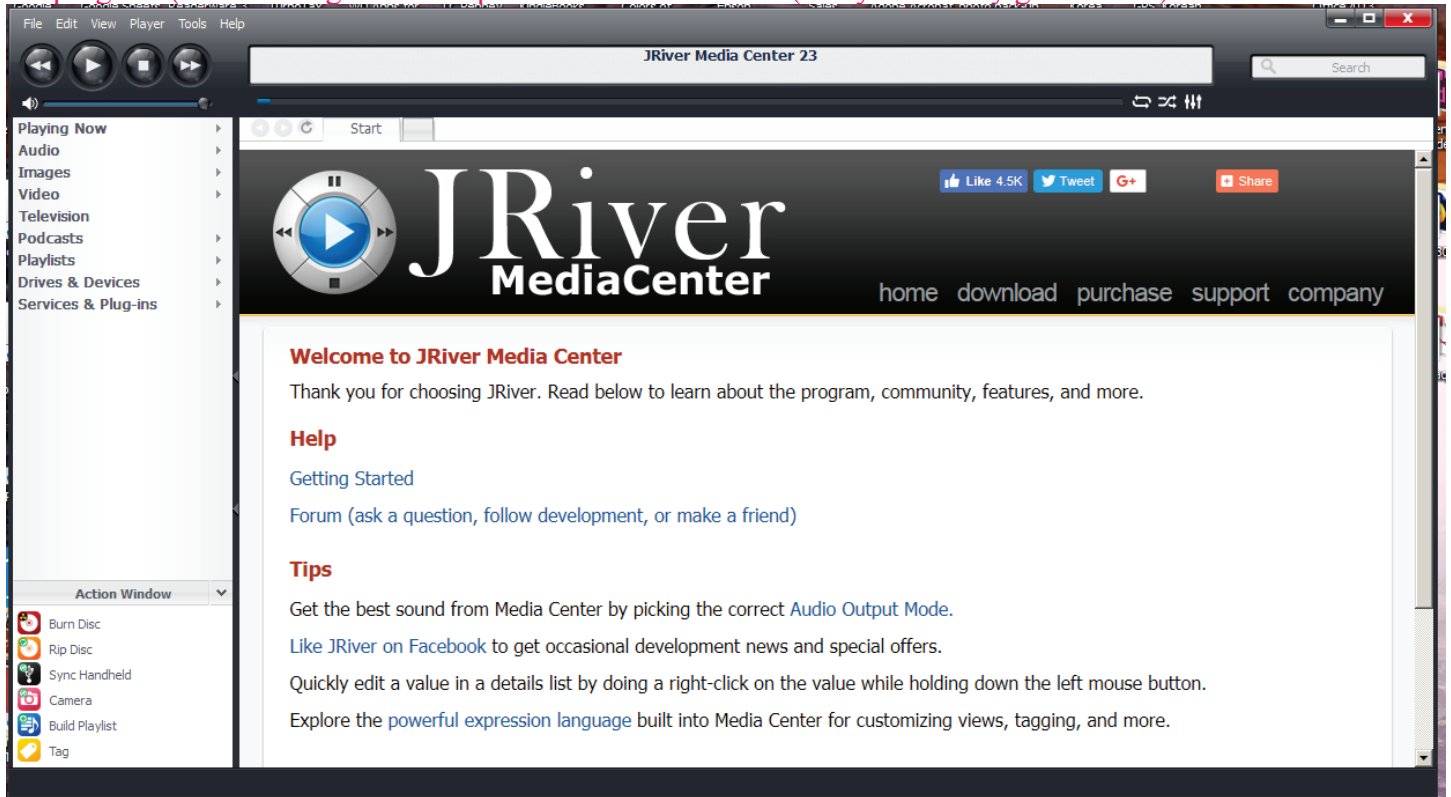 File Edit View Player Tools Help
JRiver Media Center 23
Search
Playing Now
Audio
Images
Video
Television
Podcasts
Playlists
Drives & Devices
Services & Plug-ins
Start
JRiver
MediaCenter
Like 4.5K Tweet G+ Share
home download purchase support company
Welcome to JRiver Media Center
Thank you for choosing JRiver. Read below to learn about the program, community, features, and more.
Help
Getting Started
Forum (ask a question, follow development, or make a friend)
Tips
Get the best sound from Media Center by picking the correct Audio Output Mode.
Like JRiver on Facebook to get occasional development news and special offers.
Quickly edit a value in a details list by doing a right-click on the value while holding down the left mouse button.
Explore the powerful expression language built into Media Center for customizing views, tagging, and more.
Action Window
Burn Disc
Rip Disc
Sync Handheld
Camera
Build Playlist
Tag